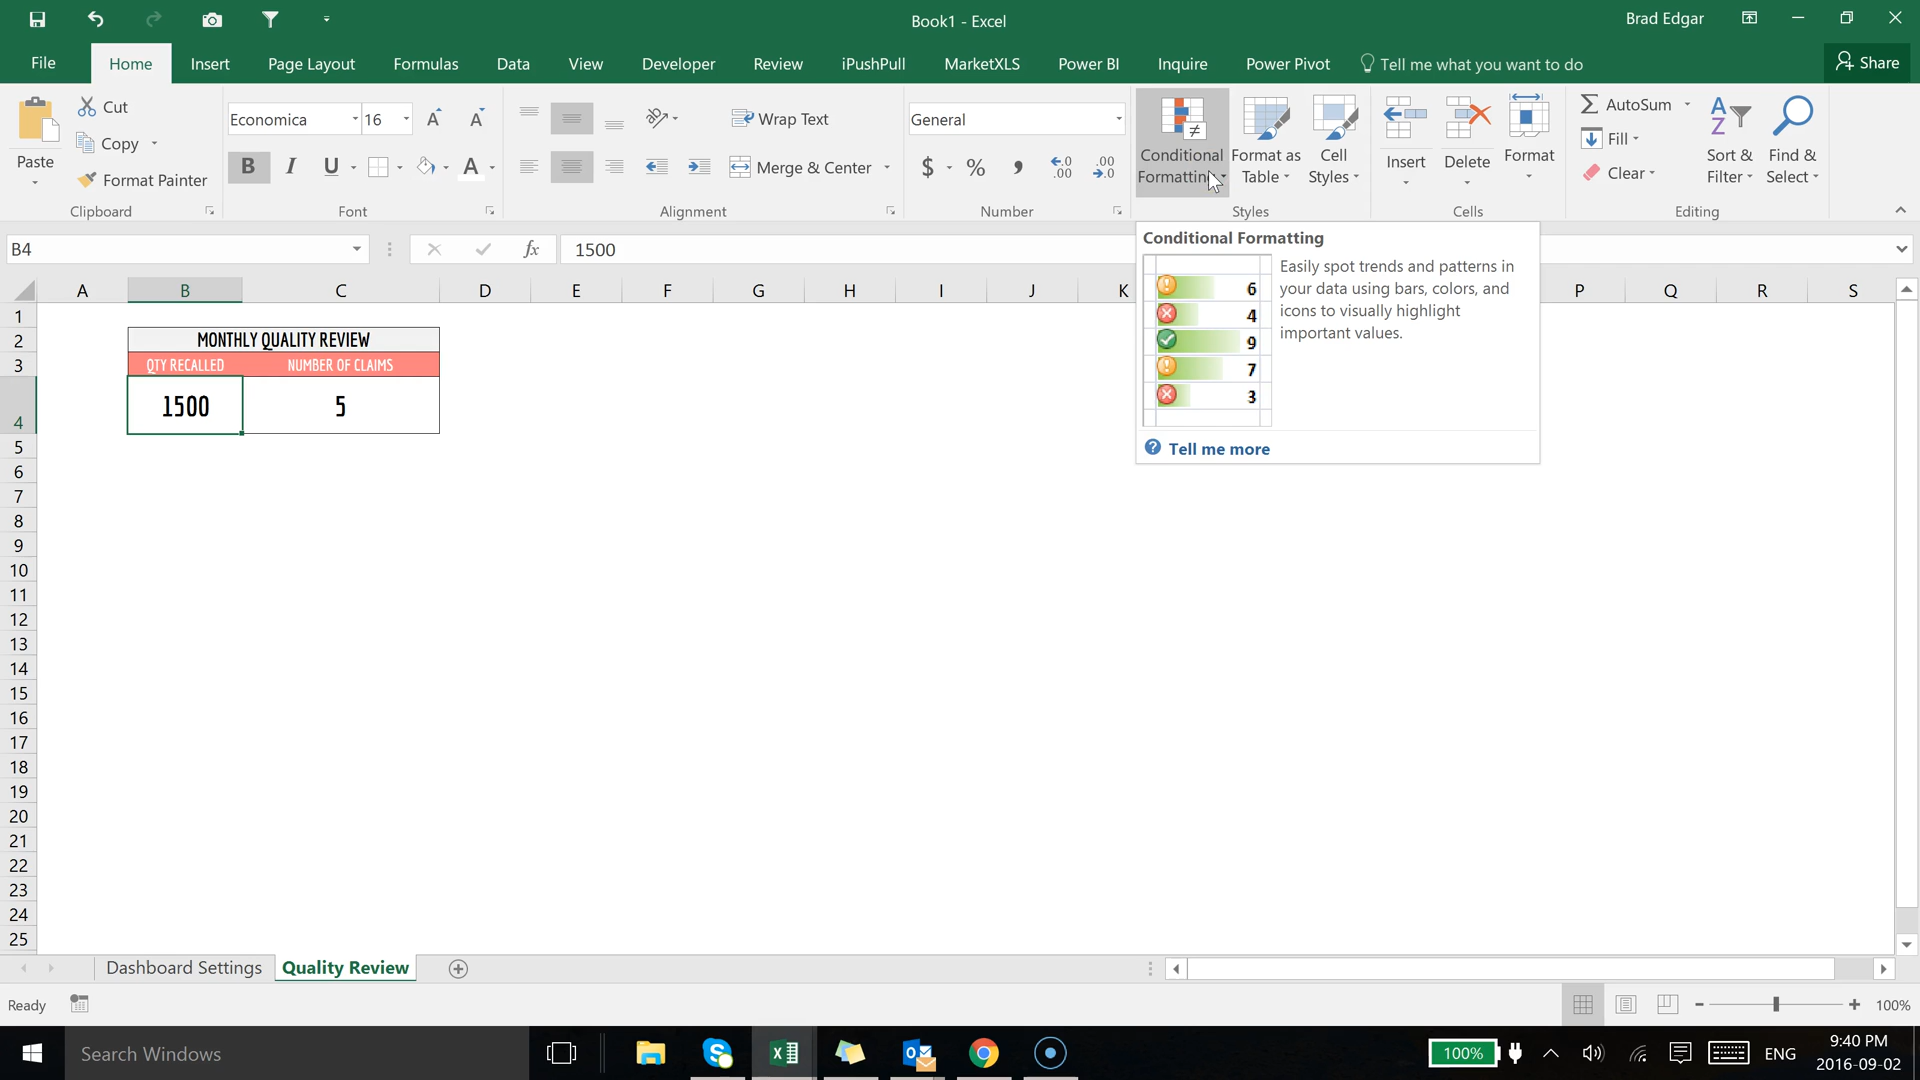 Book1 - Excel
Brad Edgar
File Home Insert Page Layout Formulas Data View Developer Review iPushPull MarketXLS Power BI Inquire Power Pivot Tell me what you want to do Share
Paste
Cut
Copy
Format Painter
Clipboard
Economica 16
B I U A
Font
Wrap Text
Merge & Center
Alignment
General
$ % , .0 .00 .00 .0
Number
Conditional Formatting
Format as Table
Cell Styles
Styles
Insert
Delete
Format
Cells
AutoSum
Fill
Clear
Sort & Filter
Find & Select
Editing
B4 fx 1500
Conditional Formatting
Easily spot trends and patterns in
your data using bars, colors, and
icons to visually highlight
important values.
6
4
9
7
3
Tell me more
A B C D E F G H I J K P Q R S
1
2 MONTHLY QUALITY REVIEW
3 QTY RECALLED NUMBER OF CLAIMS
4 1500 5
5
6
7
8
9
10
11
12
13
14
15
16
17
18
19
20
21
22
23
24
25
Dashboard Settings Quality Review
Ready 100%
Search Windows 100% ENG 9:40 PM
2016-09-02